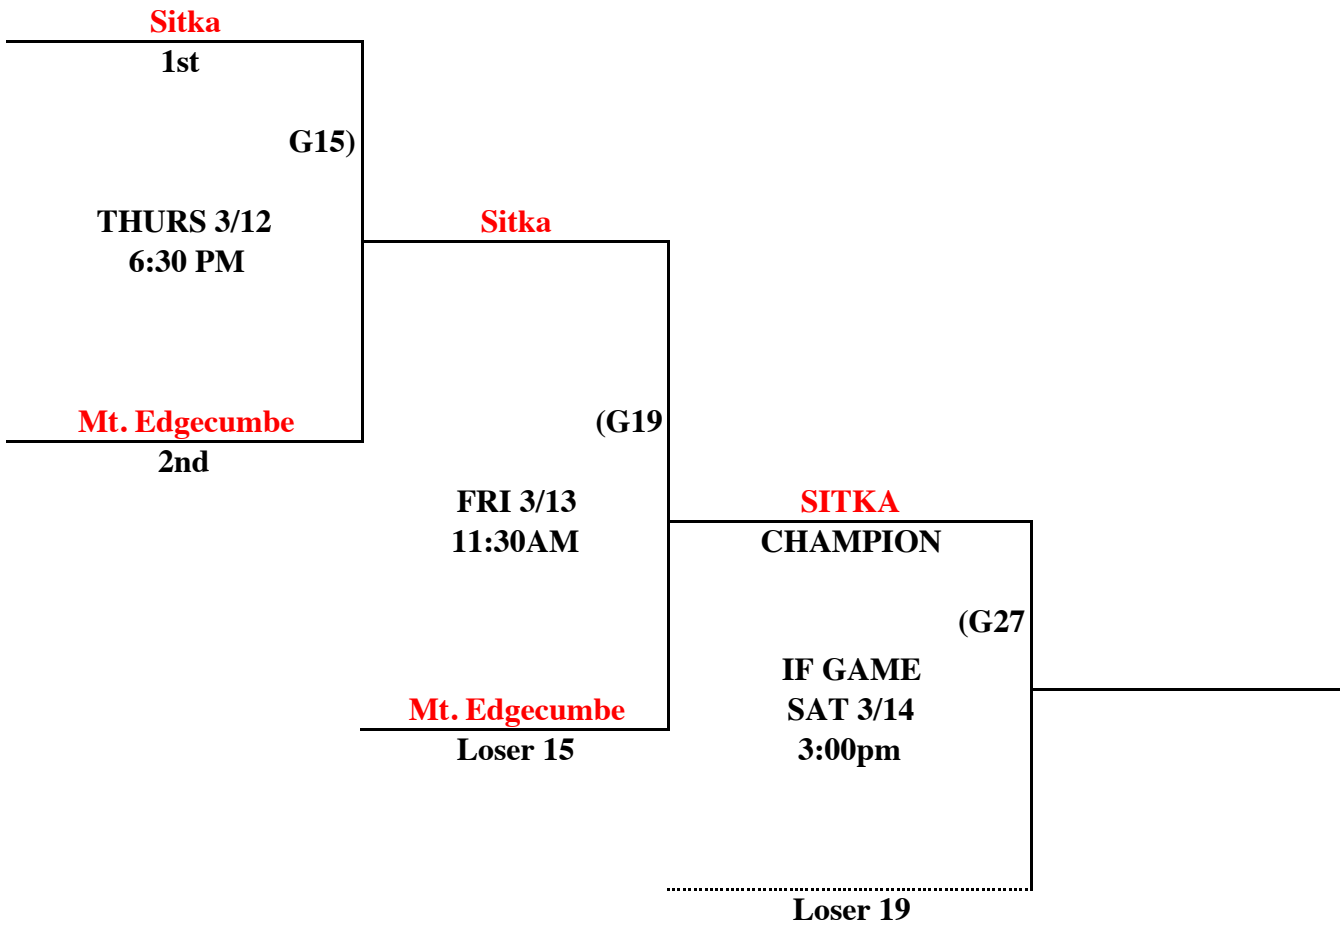 Sitka
1st
G15)
THURS 3/12
6:30 PM
Sitka
Mt. Edgecumbe
2nd
(G19
FRI 3/13
11:30AM
SITKA
CHAMPION
(G27
IF GAME
SAT 3/14
3:00pm
Mt. Edgecumbe
Loser 15
Loser 19